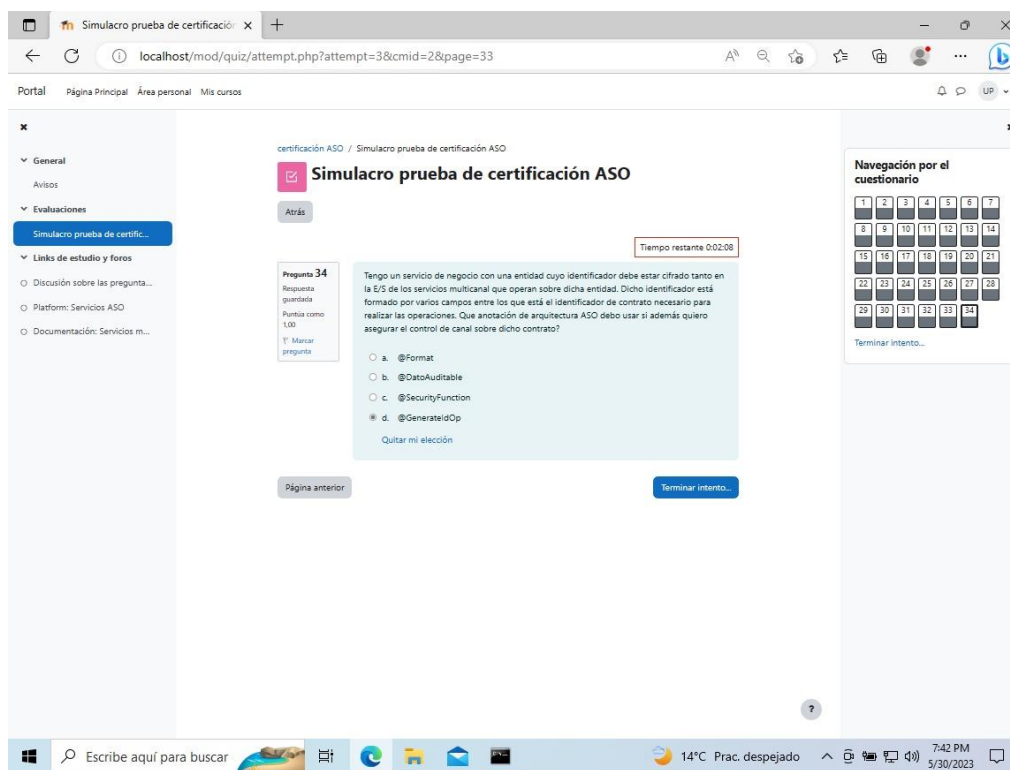 Simulacro prueba de certificación
localhost/mod/quiz/attempt.php?attempt=3&cmid=2&page=33
Portal Página Principal Área personal Mis cursos
UP
General
Avisos
Evaluaciones
Simulacro prueba de certific...
Links de estudio y foros
Discusión sobre las pregunta...
Platform: Servicios ASO
Documentación: Servicios m...
certificación ASO / Simulacro prueba de certificación ASO
Simulacro prueba de certificación ASO
Atrás
Tiempo restante 0:02:08
Pregunta 34
Respuesta
guardada
Puntúa como
1,00
Marcar
pregunta
Tengo un servicio de negocio con una entidad cuyo identificador debe estar cifrado tanto en
la E/S de los servicios multicanal que operan sobre dicha entidad. Dicho identificador está
formado por varios campos entre los que está el identificador de contrato necesario para
realizar las operaciones. Que anotación de arquitectura ASO debo usar si además quiero
asegurar el control de canal sobre dicho contrato?
a. @Format
b. @DatoAuditable
c. @SecurityFunction
d. @GenerateIdOp
Quitar mi elección
Página anterior
Terminar intento...
Navegación por el
cuestionario
1 2 3 4 5 6 7
8 9 10 11 12 13 14
15 16 17 18 19 20 21
22 23 24 25 26 27 28
29 30 31 32 33 34
Terminar intento...
?
Escribe aquí para buscar
14°C Prac. despejado
7:42 PM
5/30/2023